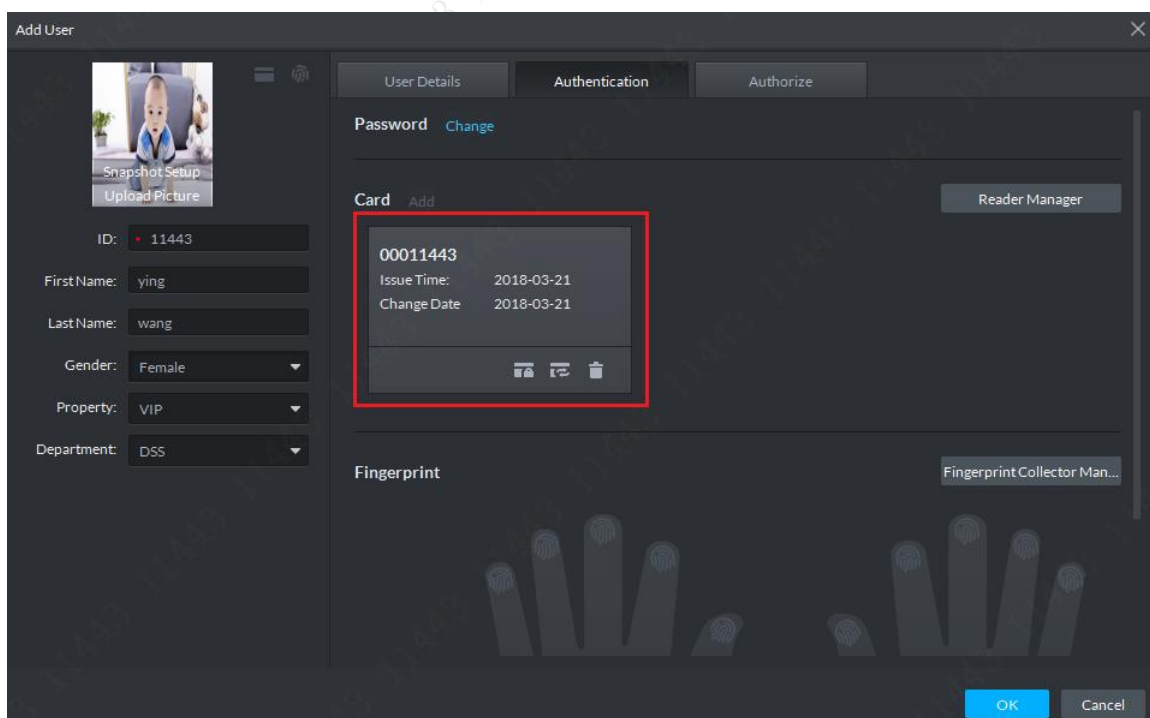 Add User
User Details Authentication Authorize
Snapshot Setup
Upload Picture
ID: • 11443
First Name: ying
Last Name: wang
Gender: Female
Property: VIP
Department: DSS
Password Change
Card Add Reader Manager
00011443
Issue Time: 2018-03-21
Change Date 2018-03-21
Fingerprint Fingerprint Collector Man...
OK Cancel